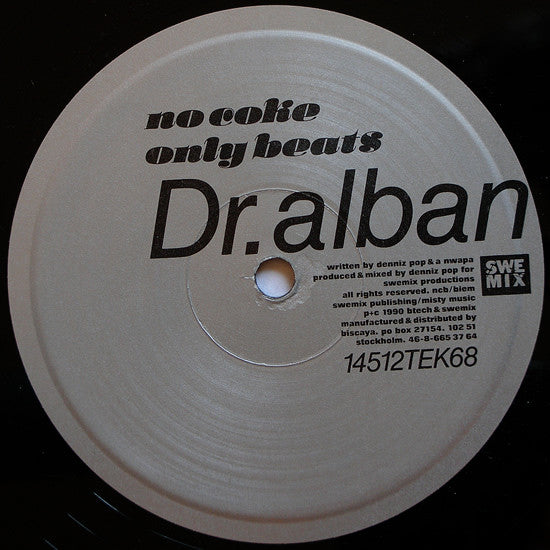 no coke
only beats
Dr. alban
written by denniz pop & a nwapa
produced & mixed by denniz pop for
swemix productions
all rights reserved. ncb/biem
swemix publishing/misty music
p+c 1990 btech & swemix
manufactured & distributed by
biscaya. po box 27154. 102 51
stockholm. 46-8-665 37 64
SWE
MIX
14512TEK68